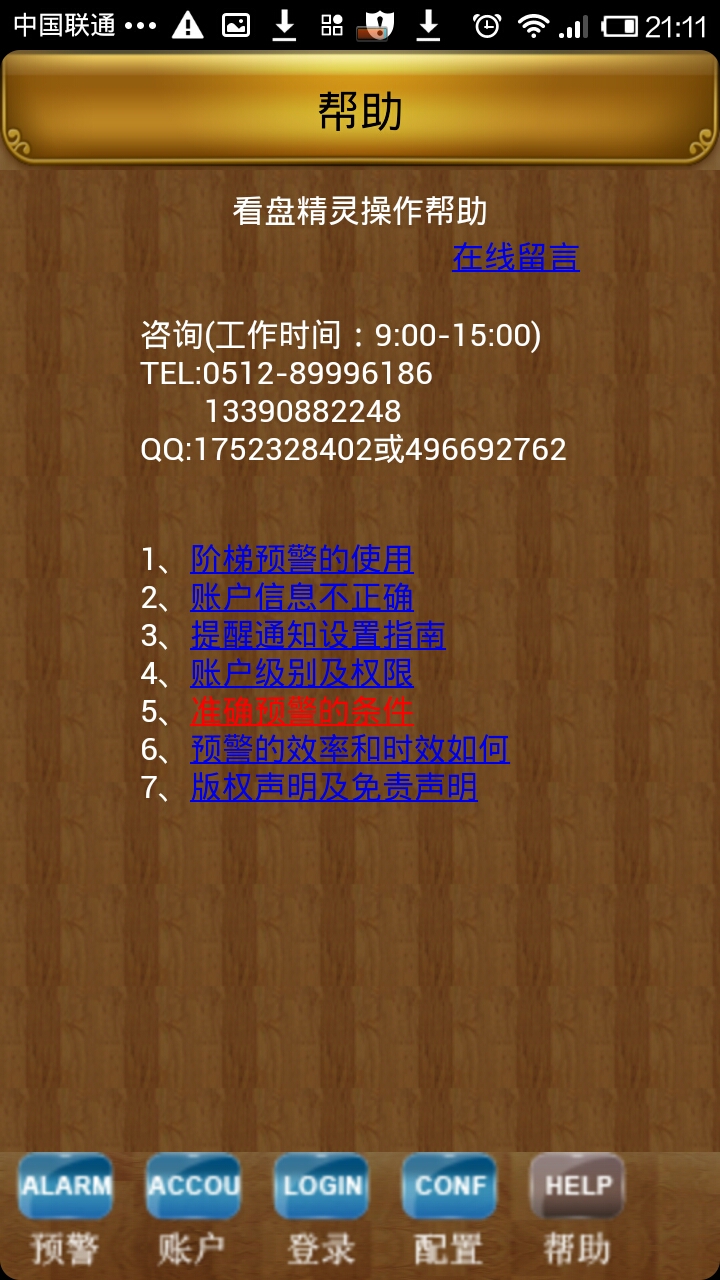 中国联通 ••• 21:11
帮助
看盘精灵操作帮助
在线留言
咨询(工作时间：9:00-15:00)
TEL:0512-89996186
13390882248
QQ:1752328402或496692762
1、阶梯预警的使用
2、账户信息不正确
3、提醒通知设置指南
4、账户级别及权限
5、准确预警的条件
6、预警的效率和时效如何
7、版权声明及免责声明
ALARM ACCOU LOGIN CONF HELP
预警 账户 登录 配置 帮助